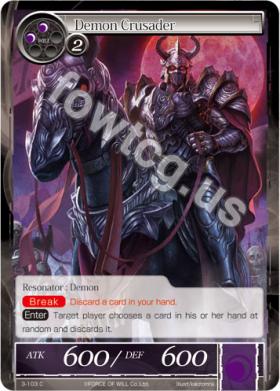 Demon Crusader
WILL
2
fowtcg.us
Resonator : Demon
Break Discard a card in your hand.
Enter Target player chooses a card in his or her hand at
random and discards it.
ATK 600/ DEF 600
3-103 C ©FORCE OF WILL Co.,Ltd.